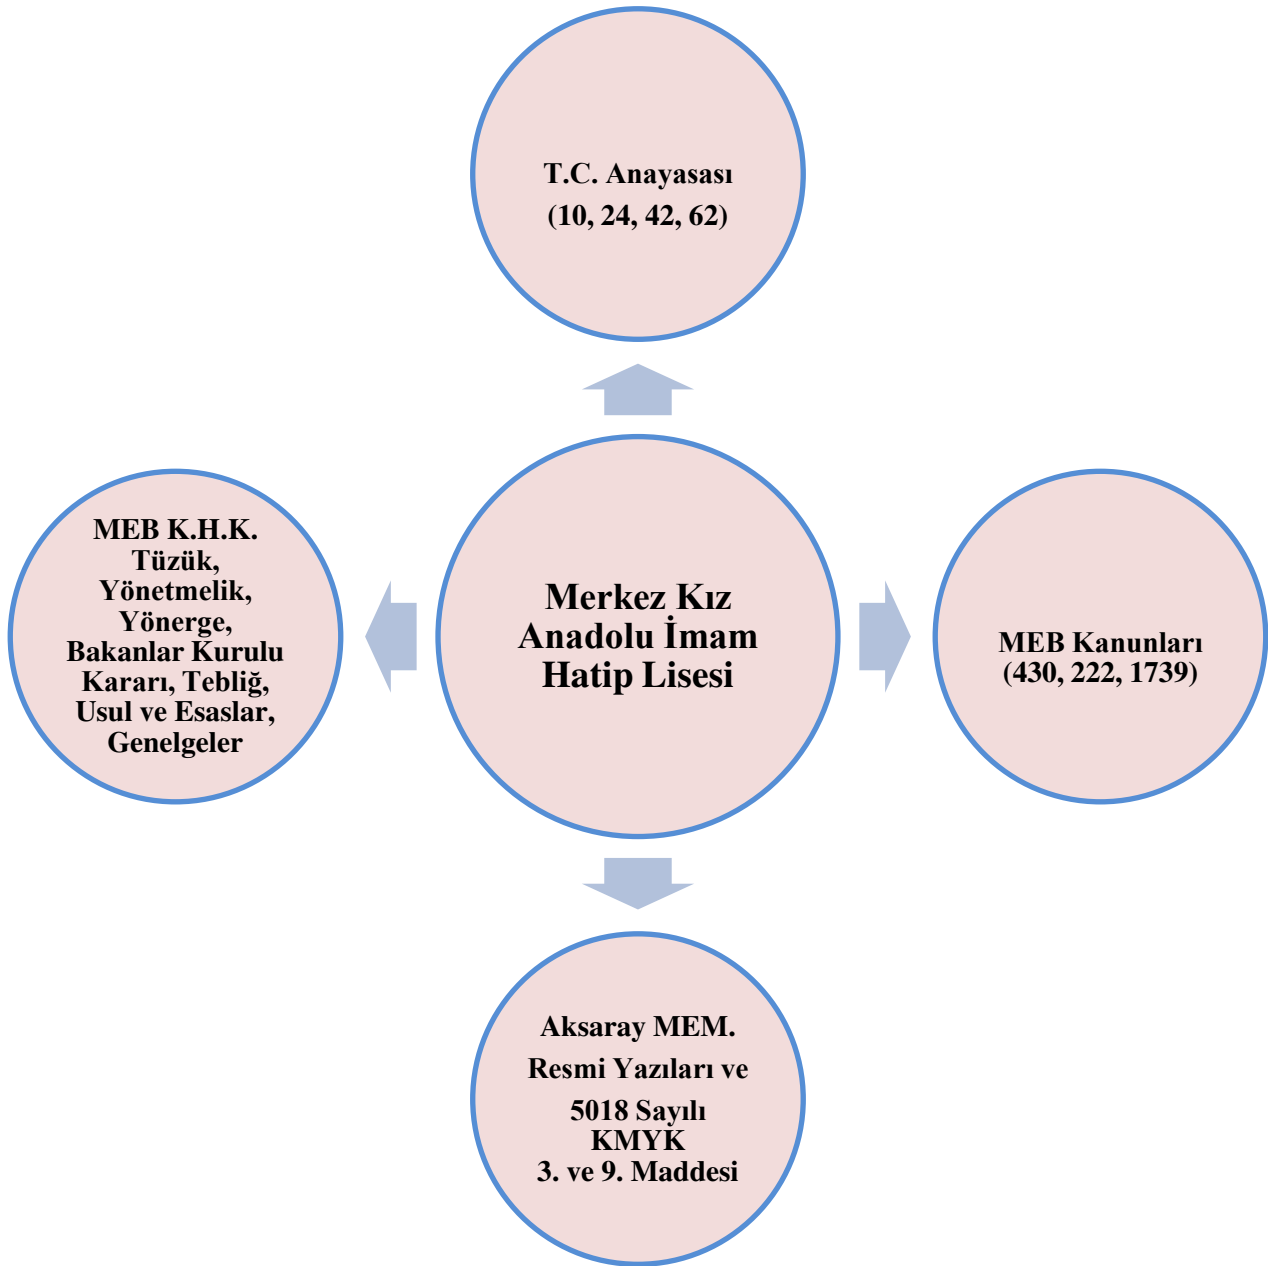 T.C. Anayasası
(10, 24, 42, 62)
MEB K.H.K.
Tüzük,
Yönetmelik,
Yönerge,
Bakanlar Kurulu
Kararı, Tebliğ,
Usul ve Esaslar,
Genelgeler
Merkez Kız
Anadolu İmam
Hatip Lisesi
MEB Kanunları
(430, 222, 1739)
Aksaray MEM.
Resmi Yazıları ve
5018 Sayılı
KMYK
3. ve 9. Maddesi